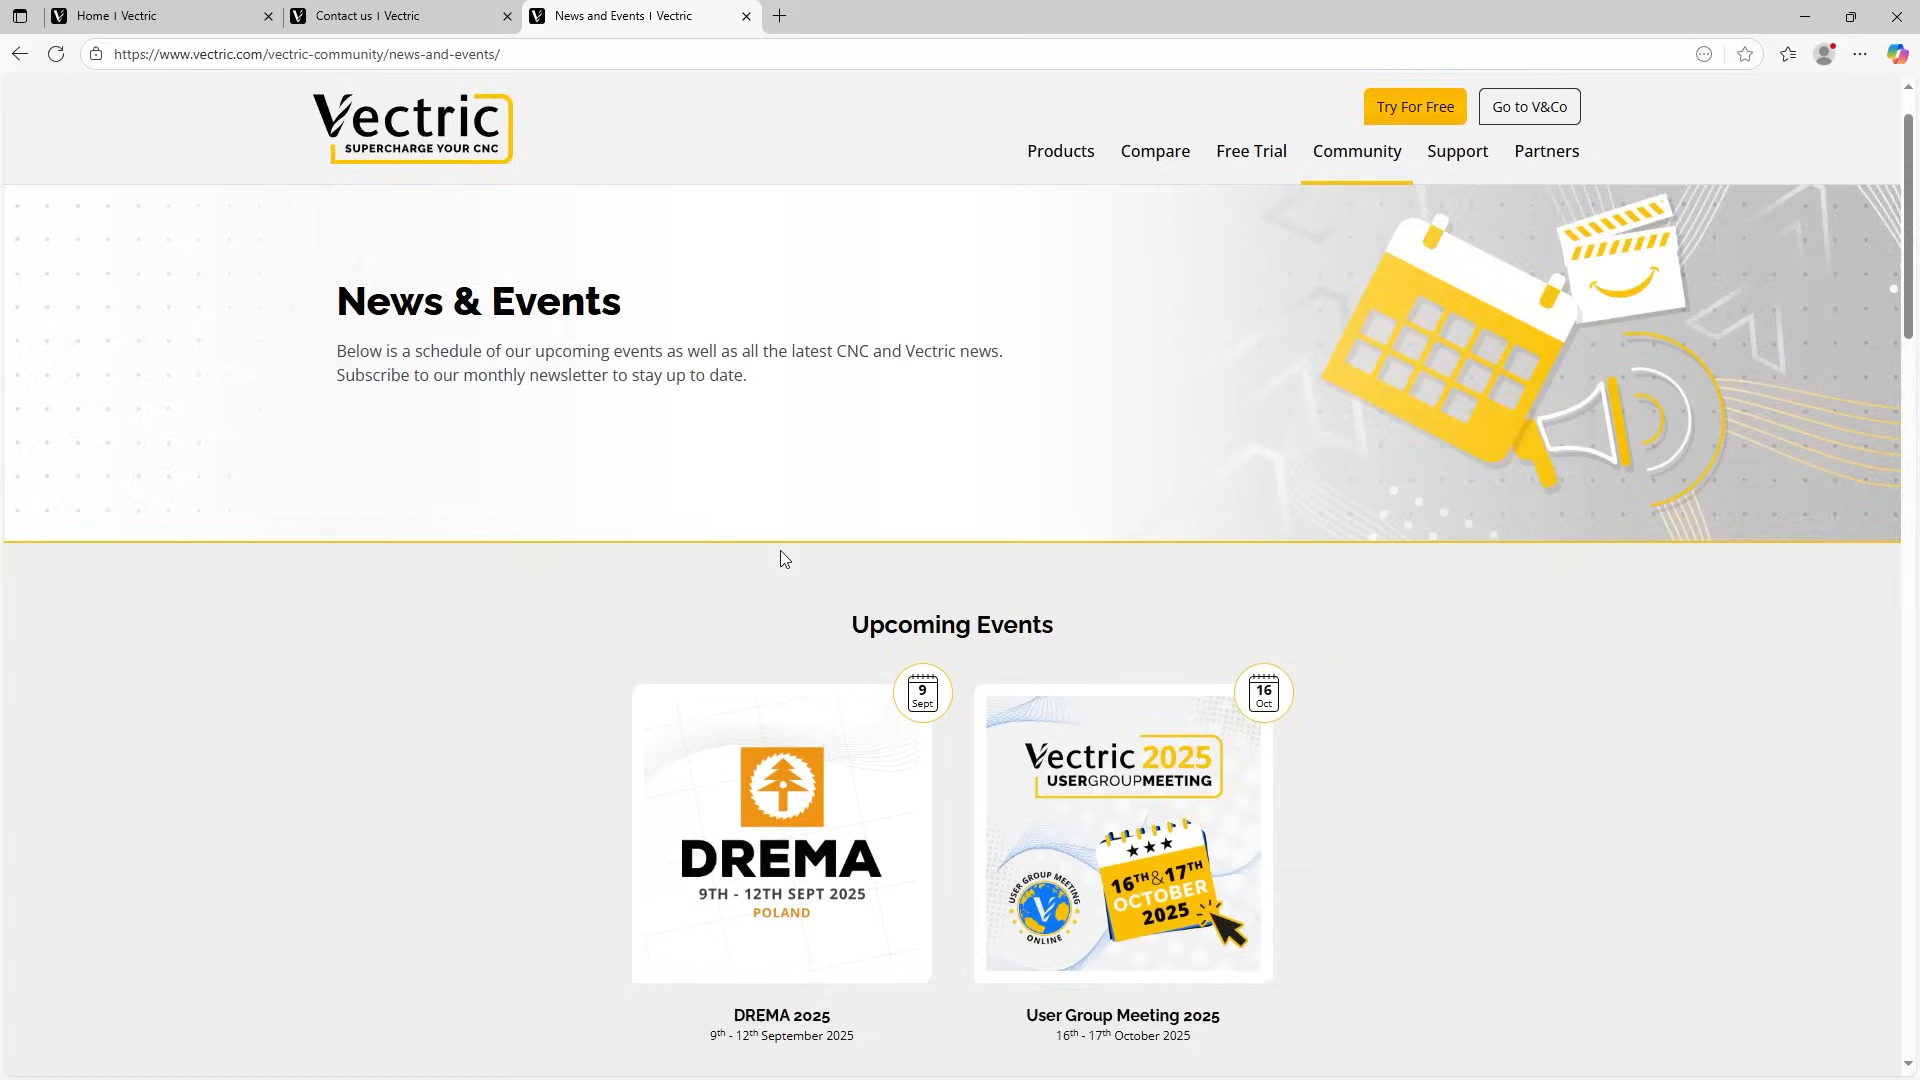 Home | Vectric
Contact us | Vectric
News and Events | Vectric
https://www.vectric.com/vectric-community/news-and-events/
Vectric
SUPERCHARGE YOUR CNC
Try For Free
Go to V&Co
Products
Compare
Free Trial
Community
Support
Partners
News & Events
Below is a schedule of our upcoming events as well as all the latest CNC and Vectric news.
Subscribe to our monthly newsletter to stay up to date.
Upcoming Events
9
Sept
DREMA
9TH - 12TH SEPT 2025
POLAND
DREMA 2025
9th - 12th September 2025
16
Oct
Vectric 2025
USERGROUPMEETING
16TH & 17TH
OCTOBER
2025
USER GROUP MEETING
V
ONLINE
User Group Meeting 2025
16th - 17th October 2025